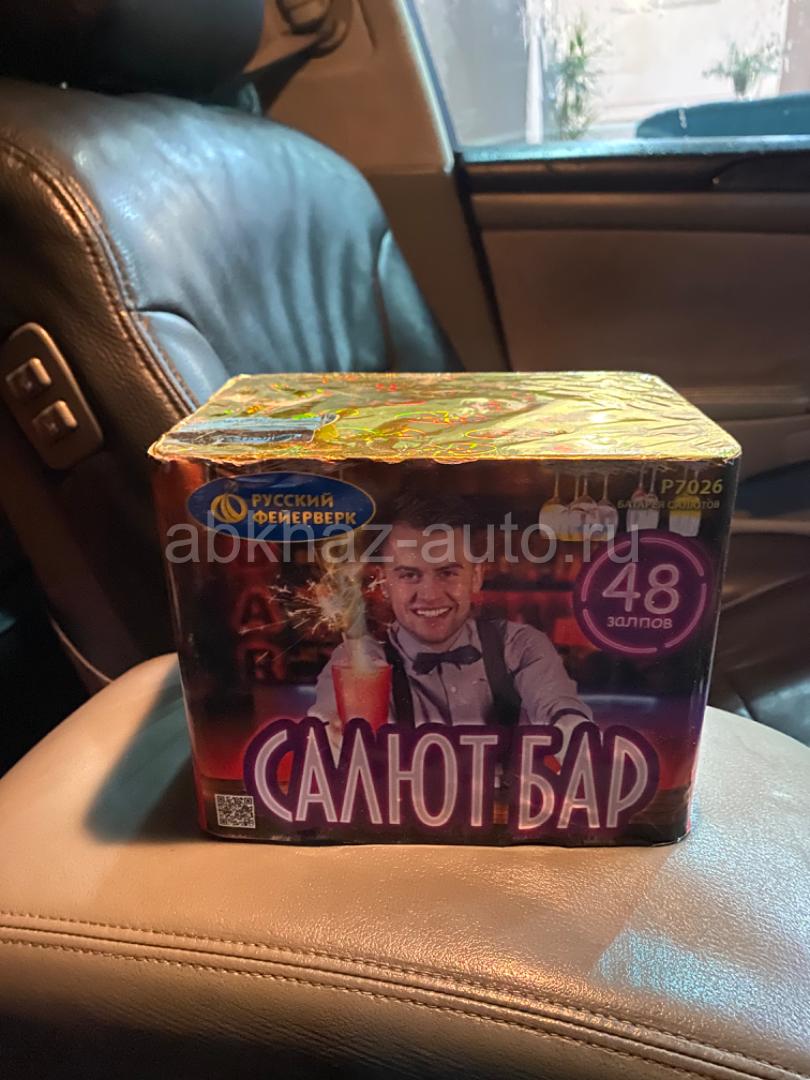 РУССКИЙ
ФЕЙЕРВЕРК
Р7026
БАТАРЕЯ САЛЮТОВ
abkhaz-auto.ru
48
залпов
САЛЮТ БАР